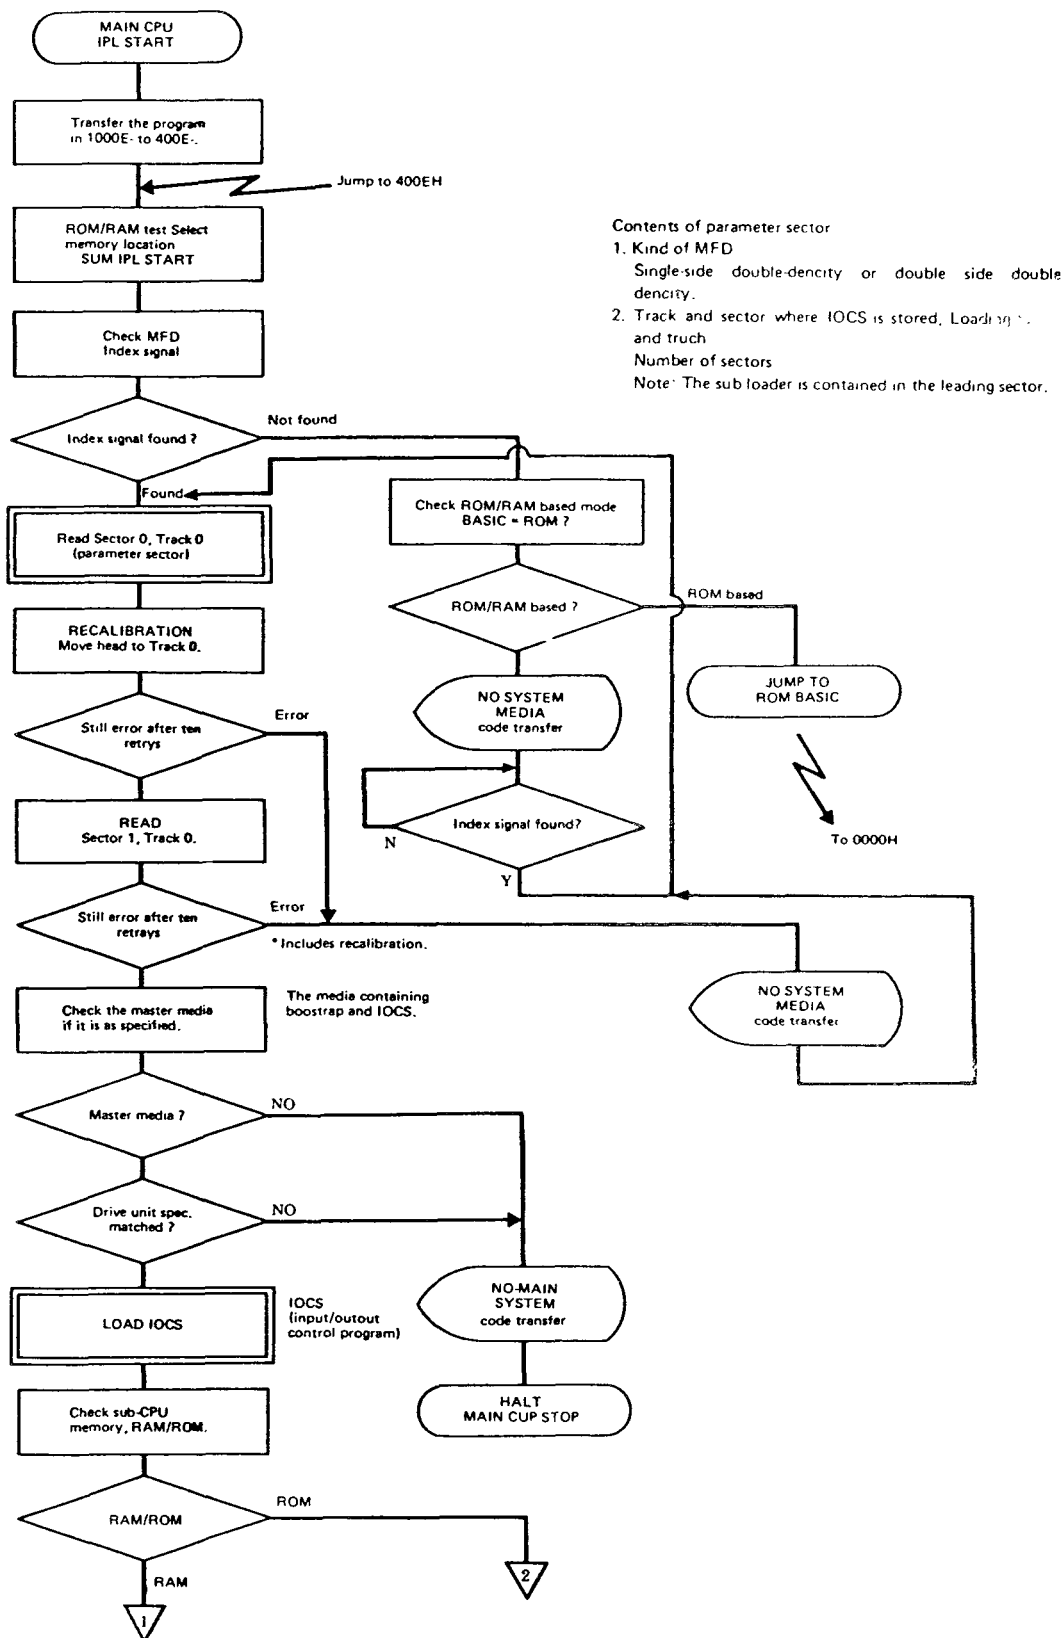 MAIN CPU
IPL START
Transfer the program
in 1000E- to 400E-.
Jump to 400EH
ROM/RAM test Select
memory location
SUM IPL START
Contents of parameter sector
1. Kind of MFD
Single-side double-dencity or double side double
dencity.
2. Track and sector where IOCS is stored,
and truch
Number of sectors
Note: The sub loader is contained in the leading sector.
Check MFD
Index signal
Index signal found ?
Not found
Found
Read Sector 0, Track 0
(parameter sector)
Check ROM/RAM based mode
BASIC = ROM ?
ROM/RAM based ?
ROM based
RECALIBRATION
Move head to Track 0.
NO SYSTEM
MEDIA
code transfer
JUMP TO
ROM BASIC
Still error after ten
retrys
Error
Index signal found?
N
Y
To 0000H
READ
Sector 1, Track 0.
Still error after ten
retrays
Error
* Includes recalibration.
NO SYSTEM
MEDIA
code transfer
Check the master media
if it is as specified.
The media containing
boostrap and IOCS.
Master media ?
NO
Drive unit spec.
matched ?
NO
LOAD IOCS
IOCS
(input/outout
control program)
NO-MAIN
SYSTEM
code transfer
HALT
MAIN CUP STOP
Check sub-CPU
memory, RAM/ROM.
RAM/ROM
ROM
2
RAM
1